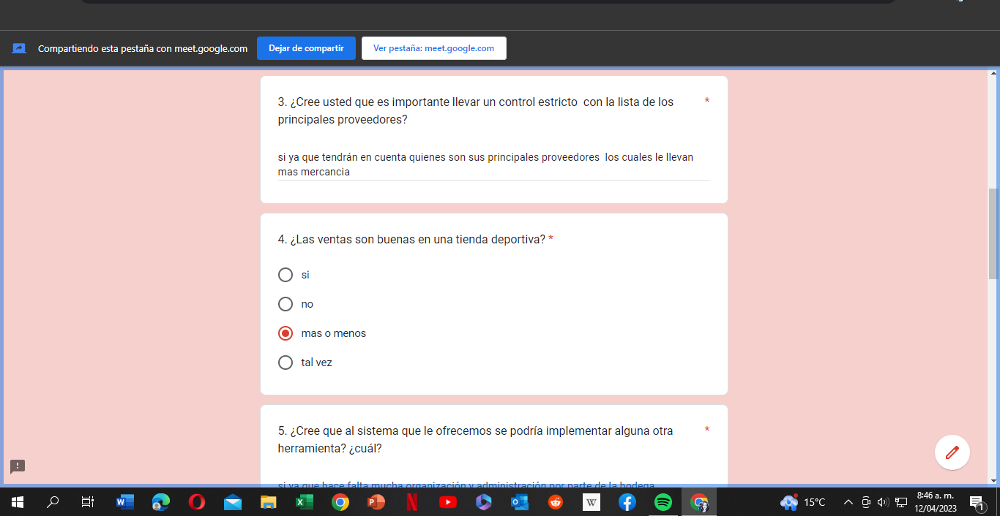 Compartiendo esta pestaña con meet.google.com
Dejar de compartir
Ver pestaña: meet.google.com
3. ¿Cree usted que es importante llevar un control estricto  con la lista de los *
principales proveedores?
si ya que tendrán en cuenta quienes son sus principales proveedores  los cuales le llevan
mas mercancia
4. ¿Las ventas son buenas en una tienda deportiva? *
si
no
mas o menos
tal vez
5. ¿Cree que al sistema que le ofrecemos se podría implementar alguna otra *
herramienta? ¿cuál?
si ya que hace falta mucha organización y administración por parte de la bodega
15°C
8:46 a. m.
12/04/2023
1